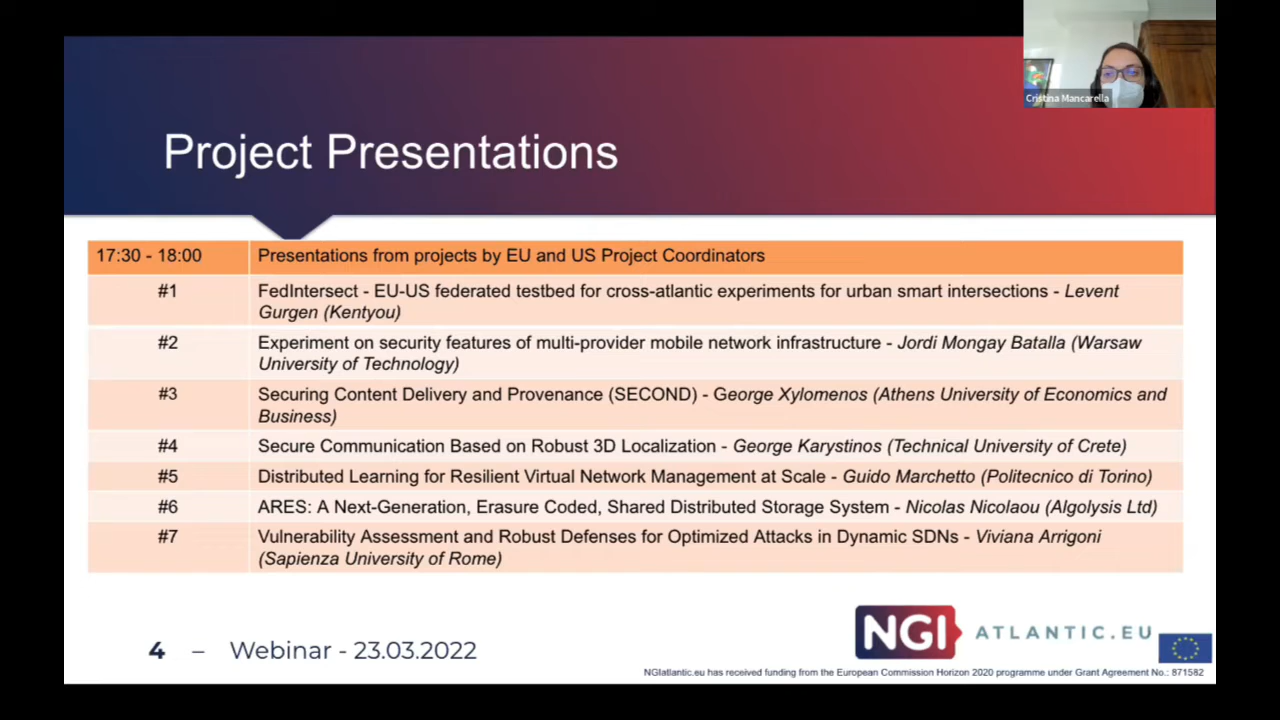 Cristina Mancarella
Project Presentations
17:30 - 18:00 Presentations from projects by EU and US Project Coordinators
#1 FedIntersect - EU-US federated testbed for cross-atlantic experiments for urban smart intersections - Levent
Gurgen (Kentyou)
#2 Experiment on security features of multi-provider mobile network infrastructure - Jordi Mongay Batalla (Warsaw
University of Technology)
#3 Securing Content Delivery and Provenance (SECOND) - George Xylomenos (Athens University of Economics and
Business)
#4 Secure Communication Based on Robust 3D Localization - George Karystinos (Technical University of Crete)
#5 Distributed Learning for Resilient Virtual Network Management at Scale - Guido Marchetto (Politecnico di Torino)
#6 ARES: A Next-Generation, Erasure Coded, Shared Distributed Storage System - Nicolas Nicolaou (Algolysis Ltd)
#7 Vulnerability Assessment and Robust Defenses for Optimized Attacks in Dynamic SDNs - Viviana Arrigoni
(Sapienza University of Rome)
4 – Webinar - 23.03.2022
NGI ATLANTIC.EU
NGIatlantic.eu has received funding from the European Commission Horizon 2020 programme under Grant Agreement No.: 871582